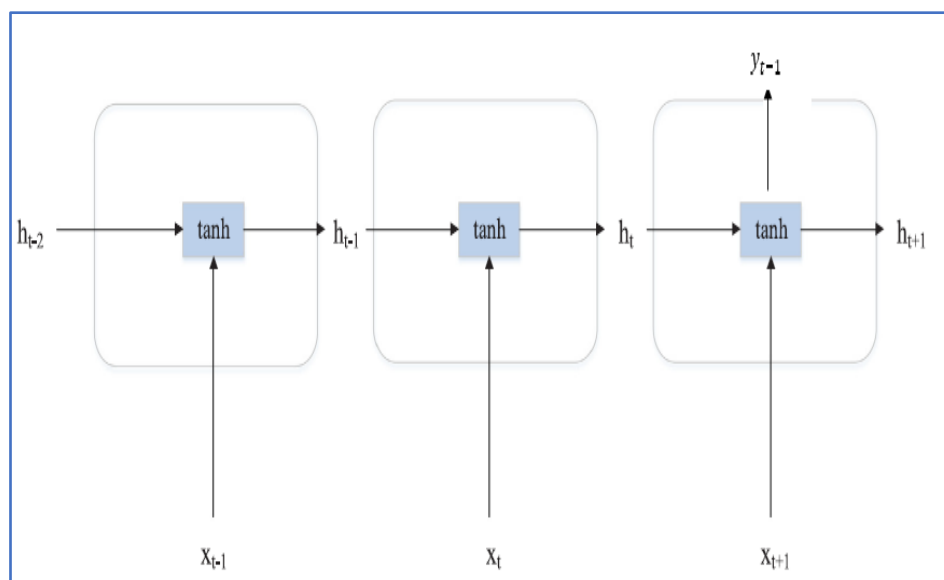 y_{t-1}
h_{t-2} tanh h_{t-1} tanh h_t tanh h_{t+1}
x_{t-1} x_t x_{t+1}